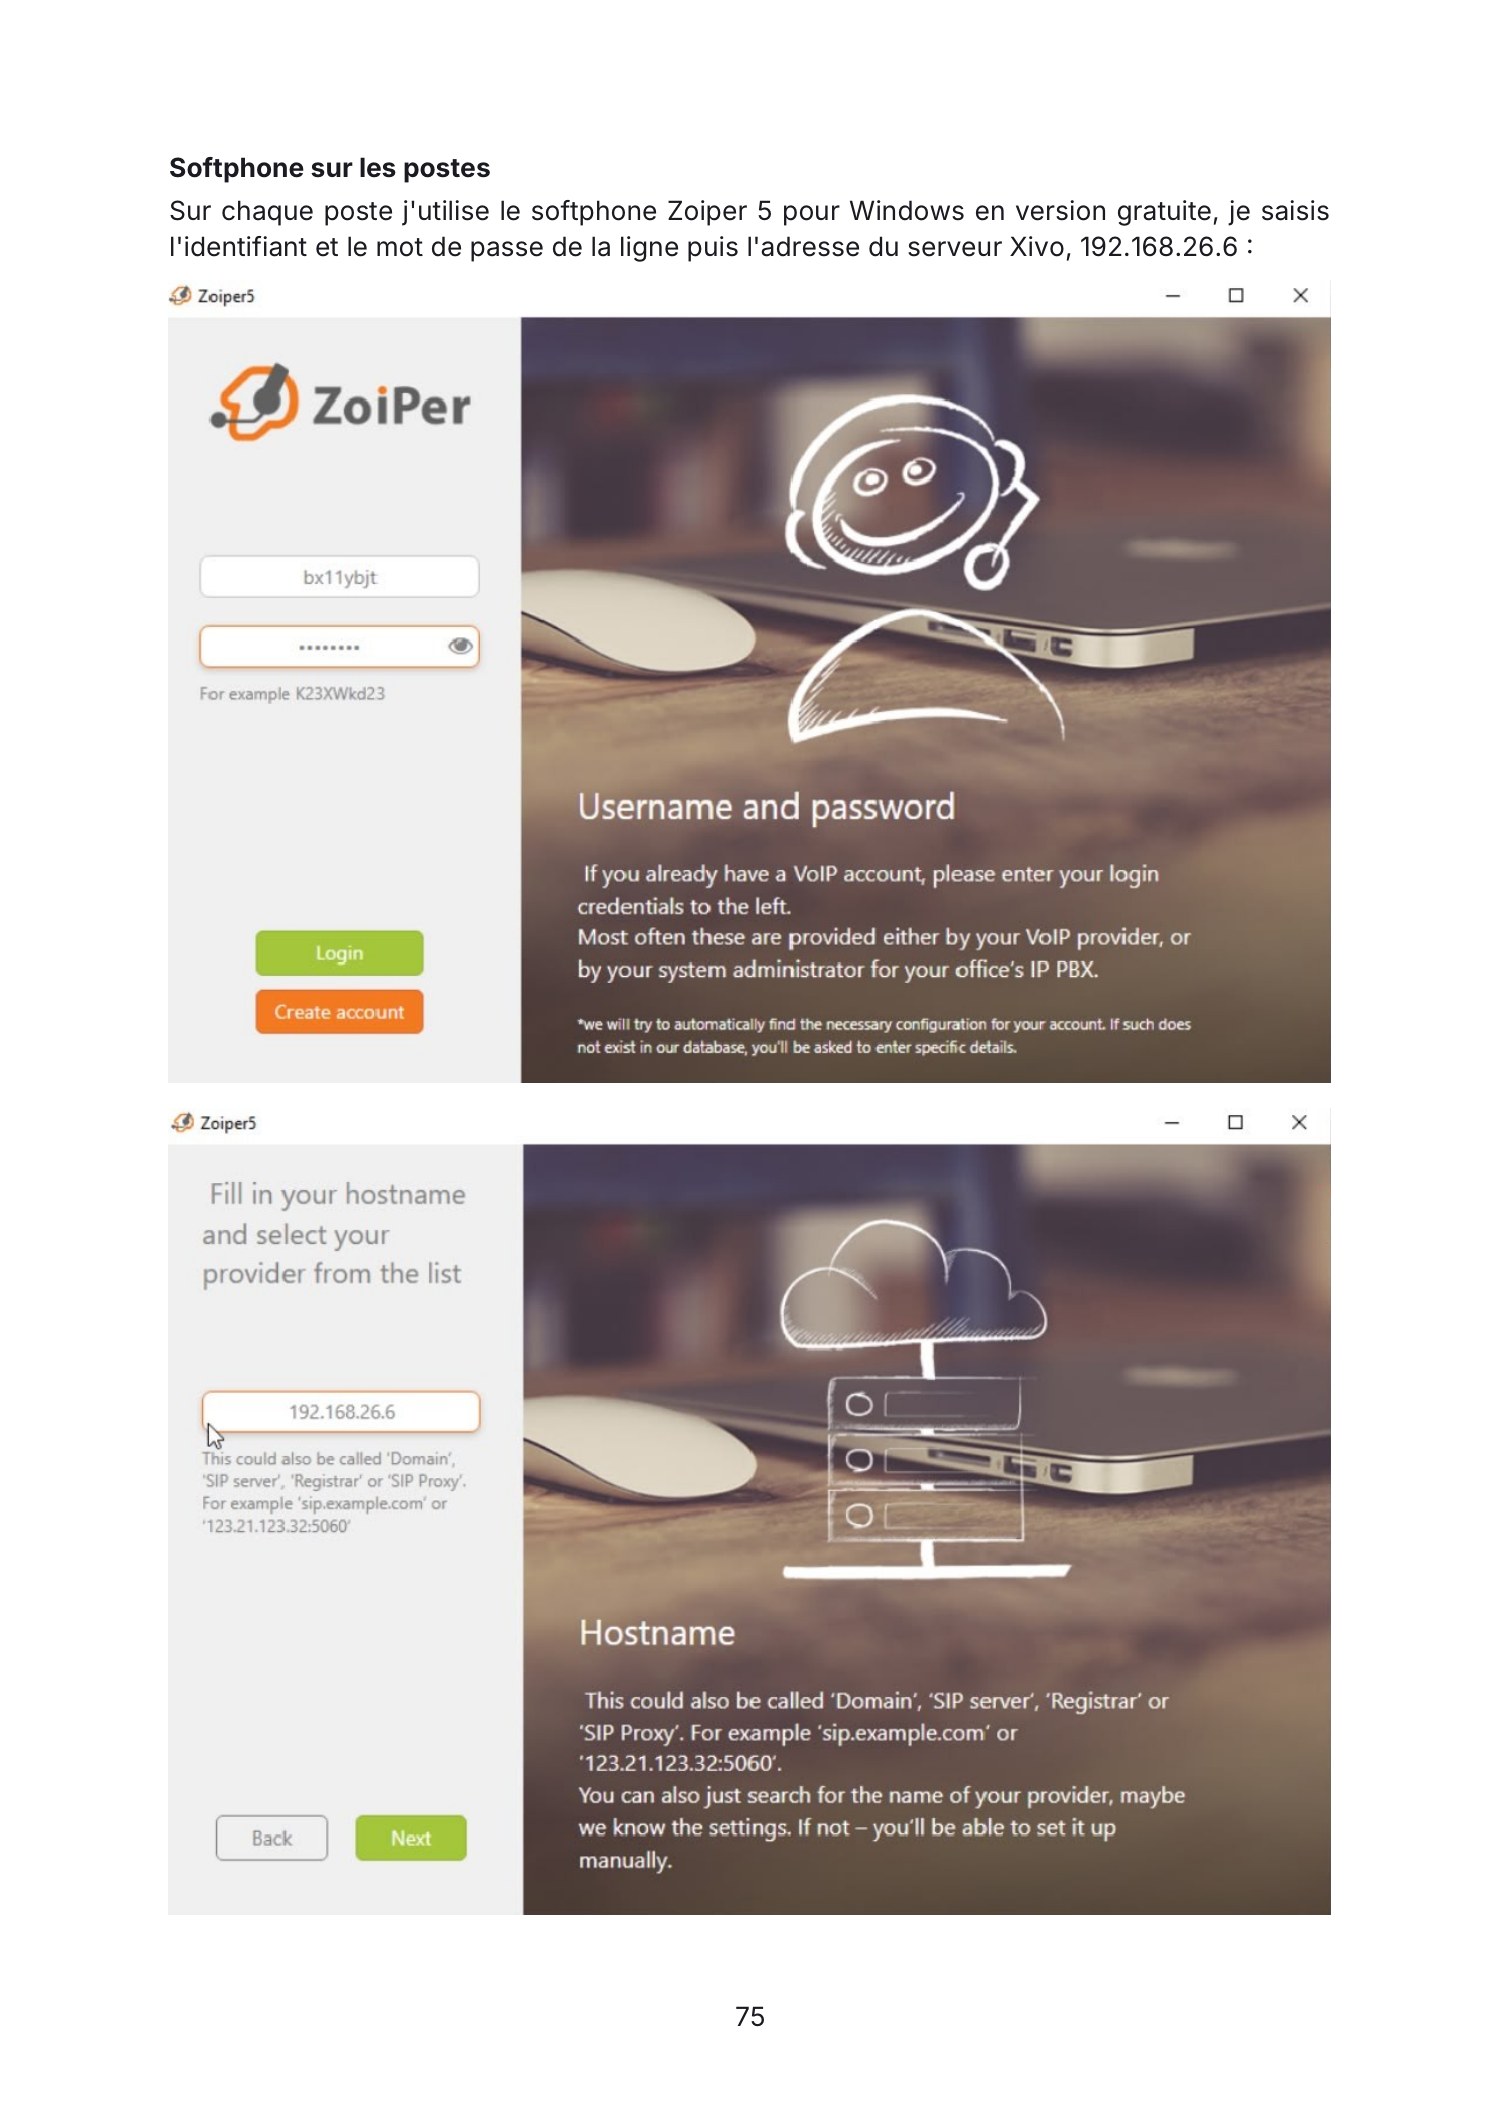 Softphone sur les postes
Sur chaque poste j'utilise le softphone Zoiper 5 pour Windows en version gratuite, je saisis
l'identifiant et le mot de passe de la ligne puis l'adresse du serveur Xivo, 192.168.26.6 :
Zoiper5
ZoiPer
bx11ybjt
••••••••
For example K23XWkd23
Login
Create account
Username and password
If you already have a VoIP account, please enter your login
credentials to the left.
Most often these are provided either by your VoIP provider, or
by your system administrator for your office's IP PBX.
*we will try to automatically find the necessary configuration for your account. If such does
not exist in our database, you'll be asked to enter specific details.
Zoiper5
Fill in your hostname
and select your
provider from the list
192.168.26.6
This could also be called 'Domain',
'SIP server', 'Registrar' or 'SIP Proxy'.
For example 'sip.example.com' or
'123.21.123.32:5060'
Back
Next
Hostname
This could also be called 'Domain', 'SIP server', 'Registrar' or
'SIP Proxy'. For example 'sip.example.com' or
'123.21.123.32:5060'.
You can also just search for the name of your provider, maybe
we know the settings. If not – you'll be able to set it up
manually.
75